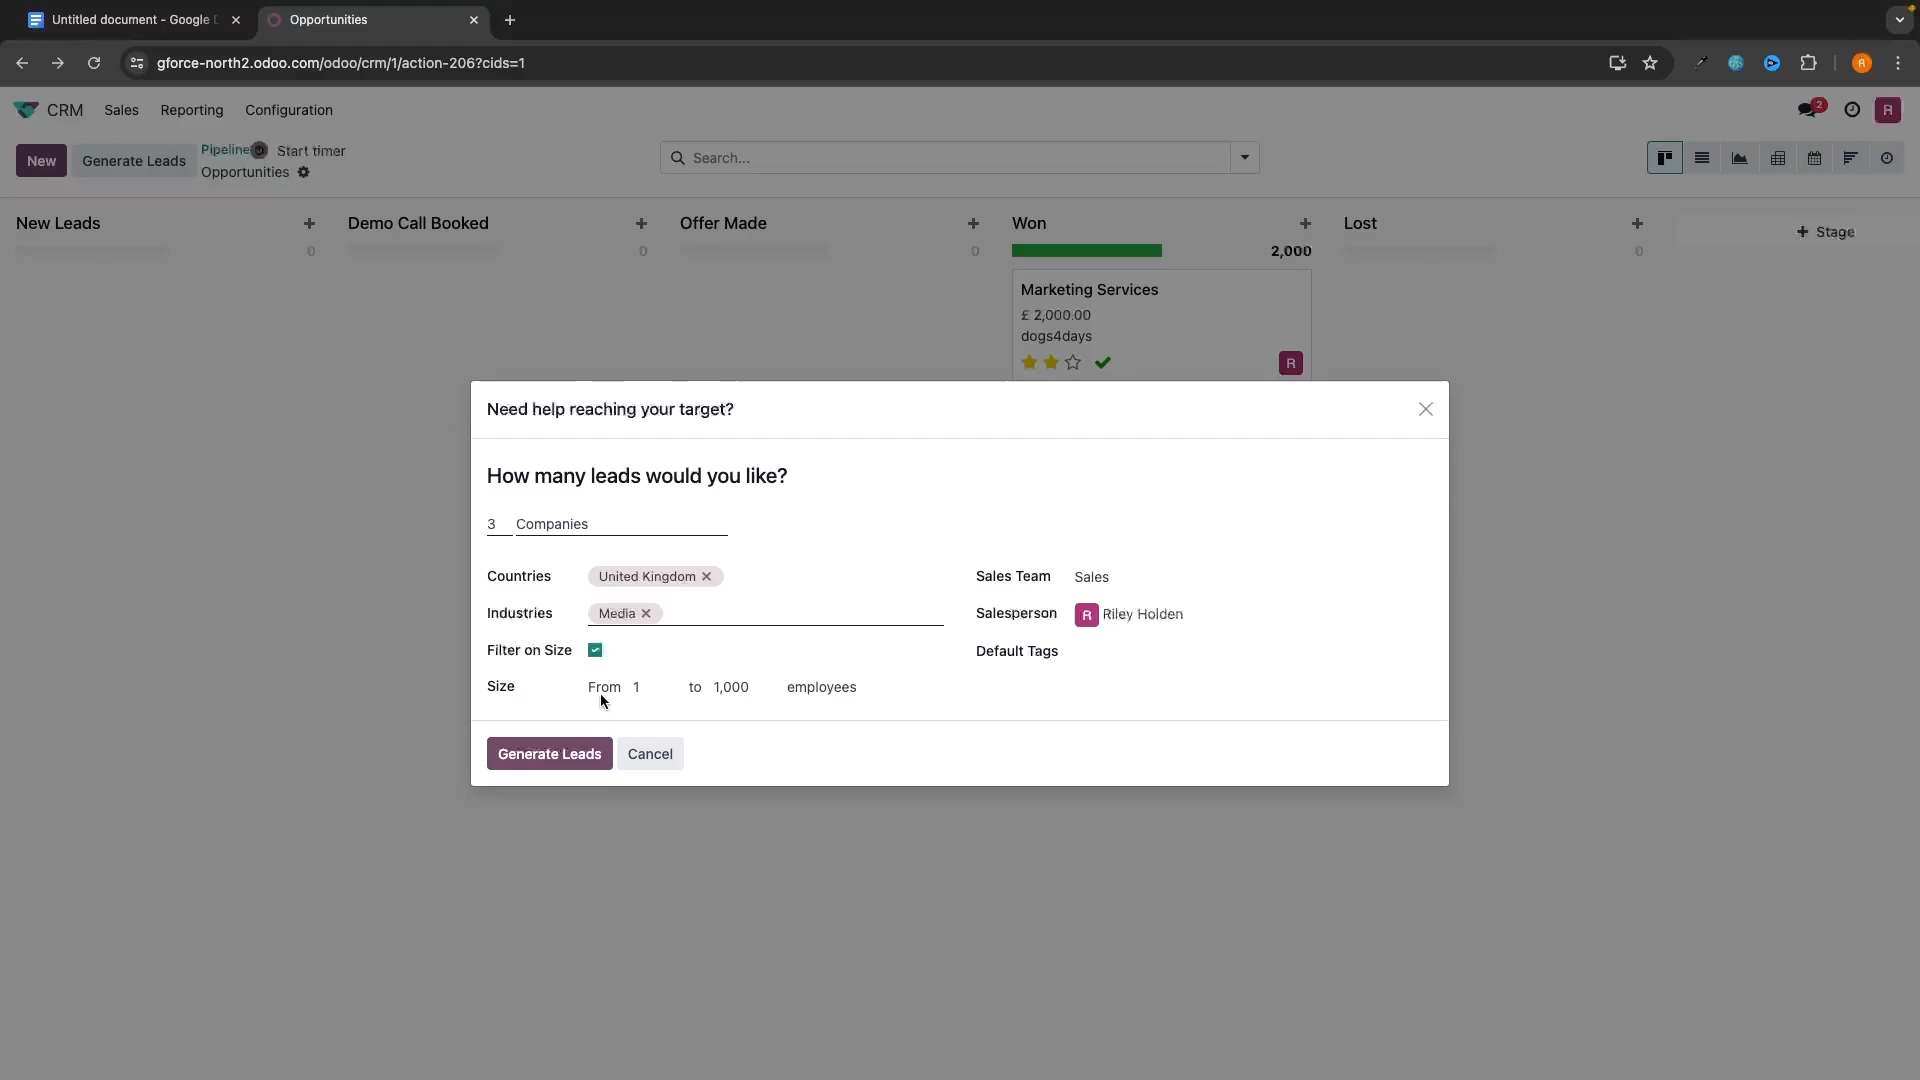 Untitled document - Google
Opportunities
gforce-north2.odoo.com/odoo/crm/1/action-206?cids=1
R
CRM Sales Reporting Configuration
2
R
New Generate Leads
Pipeline Start timer
Opportunities
Search...
New Leads
0
Demo Call Booked
0
Offer Made
0
Won
2,000
Marketing Services
£ 2,000.00
dogs4days
R
Lost
0
Stage
Need help reaching your target?
How many leads would you like?
3 Companies
Countries United Kingdom
Industries Media
Filter on Size
Size From 1 to 1,000 employees
Sales Team Sales
Salesperson R Riley Holden
Default Tags
Generate Leads Cancel